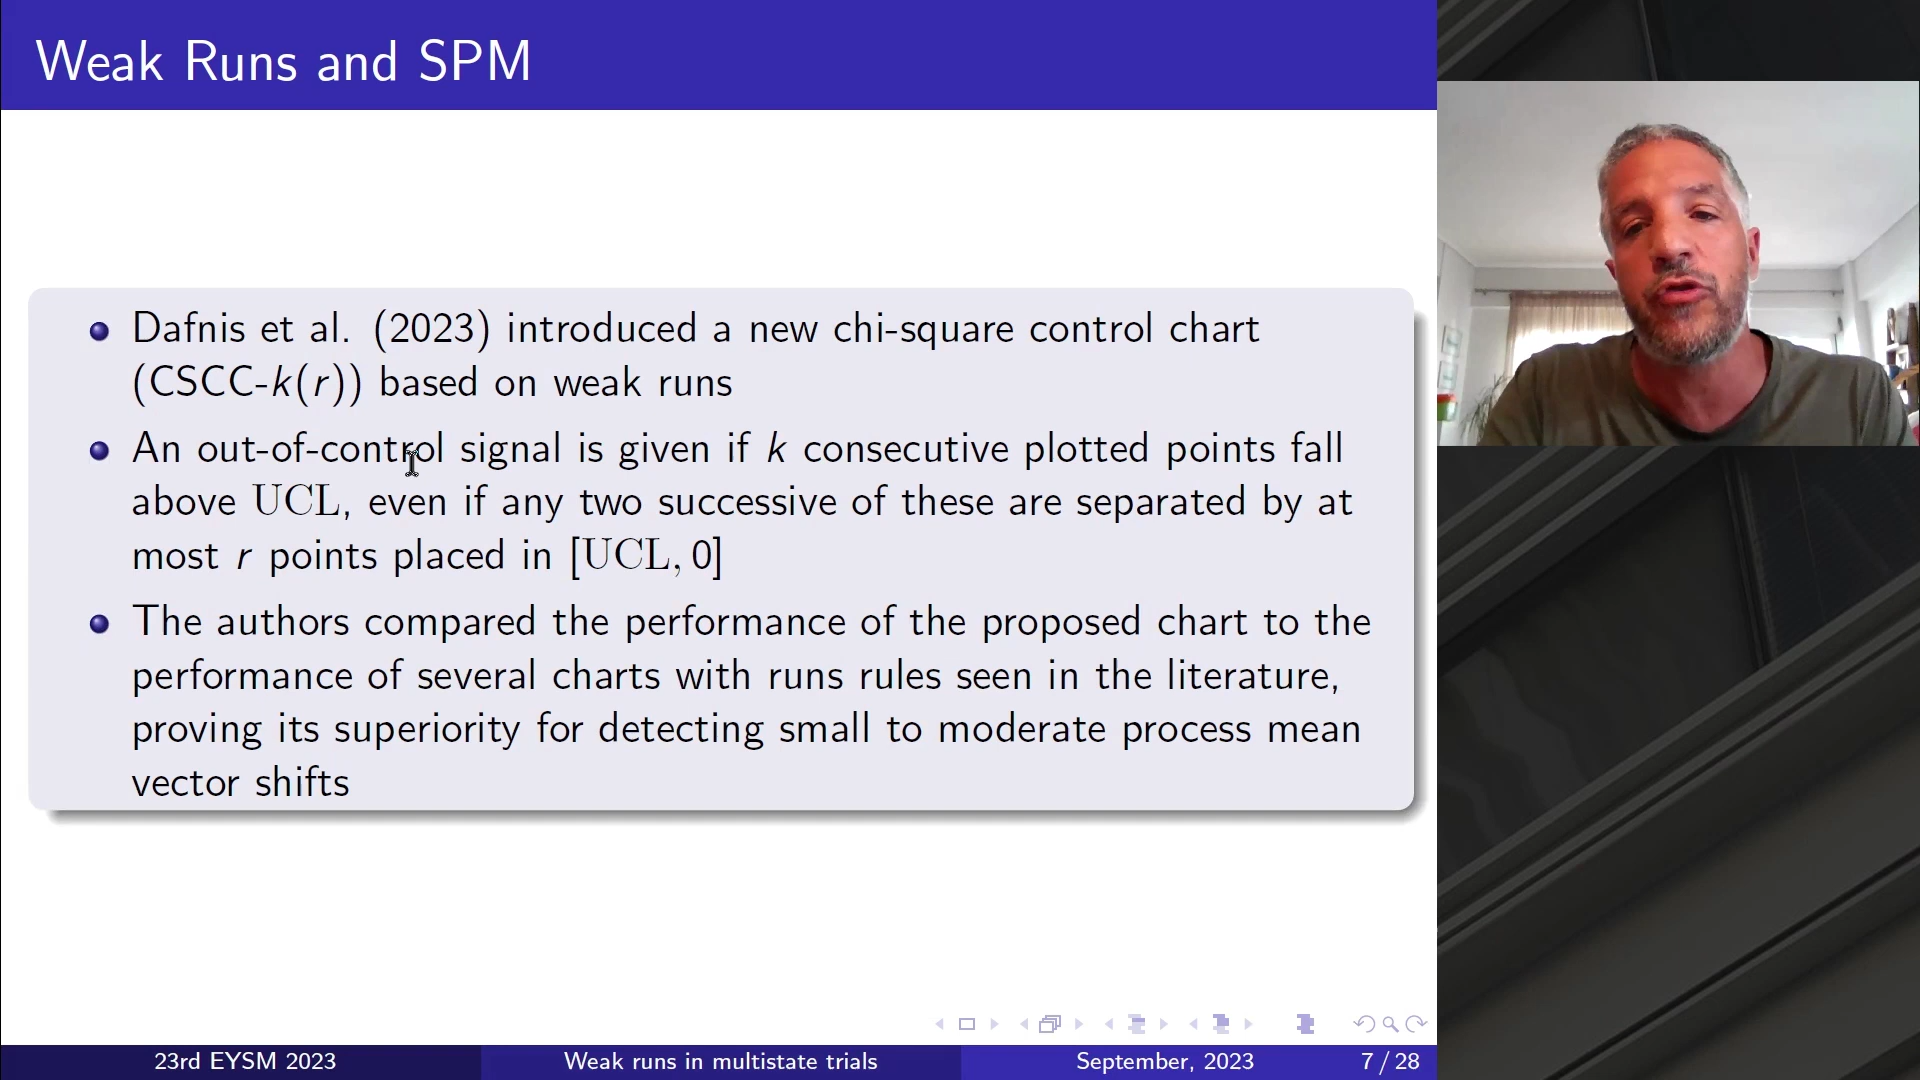 Weak Runs and SPM
Dafnis et al. (2023) introduced a new chi-square control chart
(CSCC-k(r)) based on weak runs
An out-of-control signal is given if k consecutive plotted points fall
above UCL, even if any two successive of these are separated by at
most r points placed in [UCL, 0]
The authors compared the performance of the proposed chart to the
performance of several charts with runs rules seen in the literature,
proving its superiority for detecting small to moderate process mean
vector shifts
23rd EYSM 2023
Weak runs in multistate trials
September, 2023
7 / 28